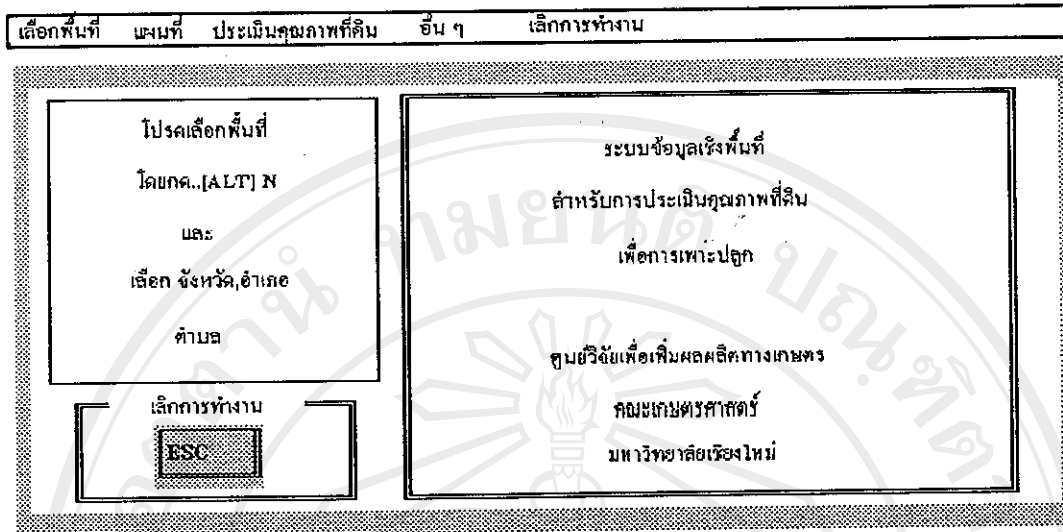 เลือกพื้นที่ แผนที่ ประเมินคุณภาพที่ดิน อื่น ๆ เลิกการทำงาน
โปรดเลือกพื้นที่
โดยกด..[ALT] N
และ
เลือก จังหวัด,อำเภอ
ตำบล
เลิกการทำงาน
ESC
ระบบข้อมูลเชิงพื้นที่
สำหรับการประเมินคุณภาพที่ดิน
เพื่อการเพาะปลูก
ศูนย์วิจัยเพื่อเพิ่มผลผลิตทางเกษตร
คณะเกษตรศาสตร์
มหาวิทยาลัยเชียงใหม่